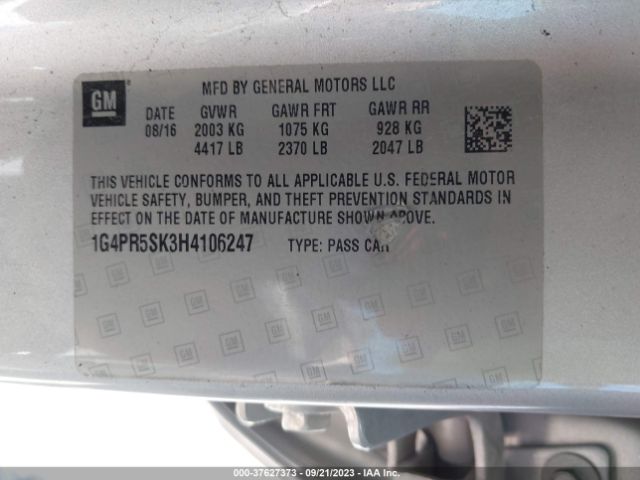 GM
MFD BY GENERAL MOTORS LLC
DATE GVWR GAWR FRT GAWR RR
08/16 2003 KG 1075 KG 928 KG
4417 LB 2370 LB 2047 LB
THIS VEHICLE CONFORMS TO ALL APPLICABLE U.S. FEDERAL MOTOR
VEHICLE SAFETY, BUMPER, AND THEFT PREVENTION STANDARDS IN
EFFECT ON THE DATE OF MANUFACTURE SHOWN ABOVE.
1G4PR5SK3H4106247 TYPE: PASS CAR
000-37627373 - 09/21/2023 - IAA Inc.